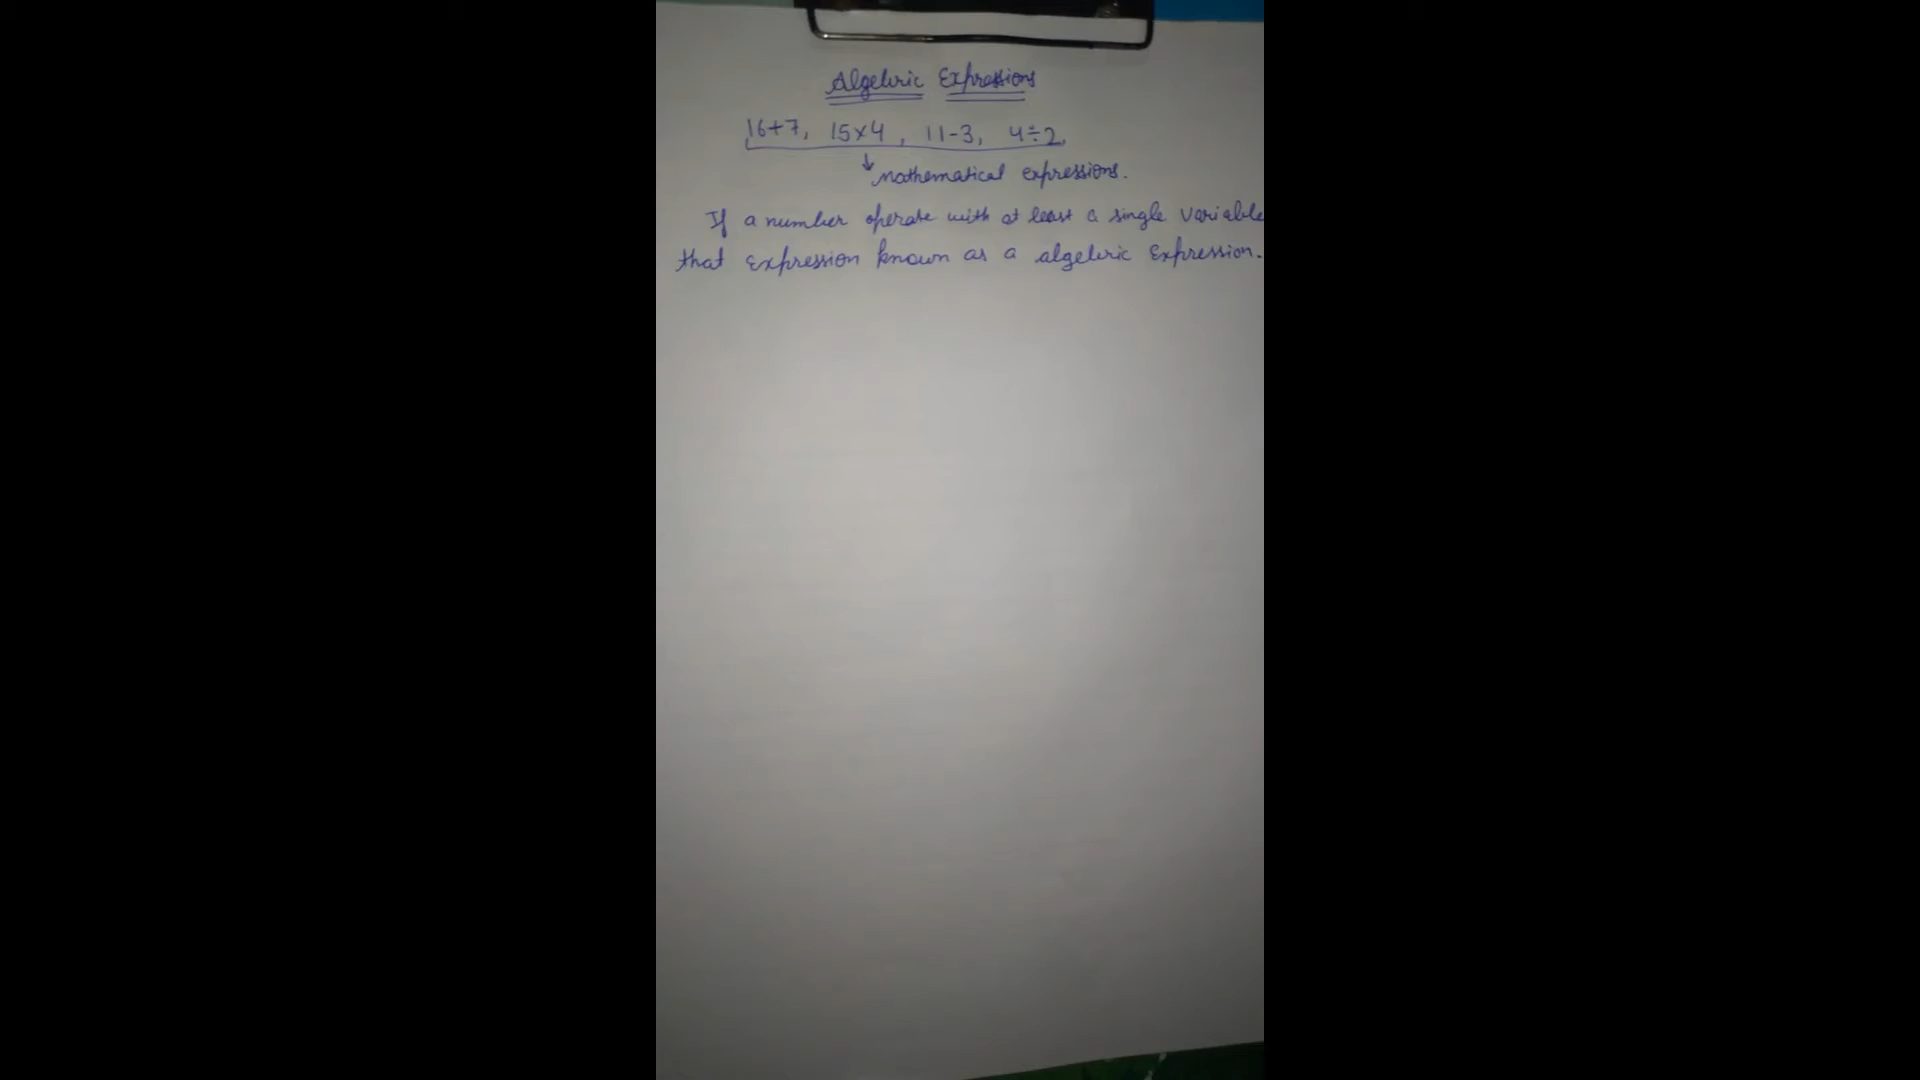 Algebric Expressions
16+7, 15×4, 11-3, 4÷2,
↓ mathematical expressions.
If a number operate with at least a single variable
that expression known as a algebric Expression.